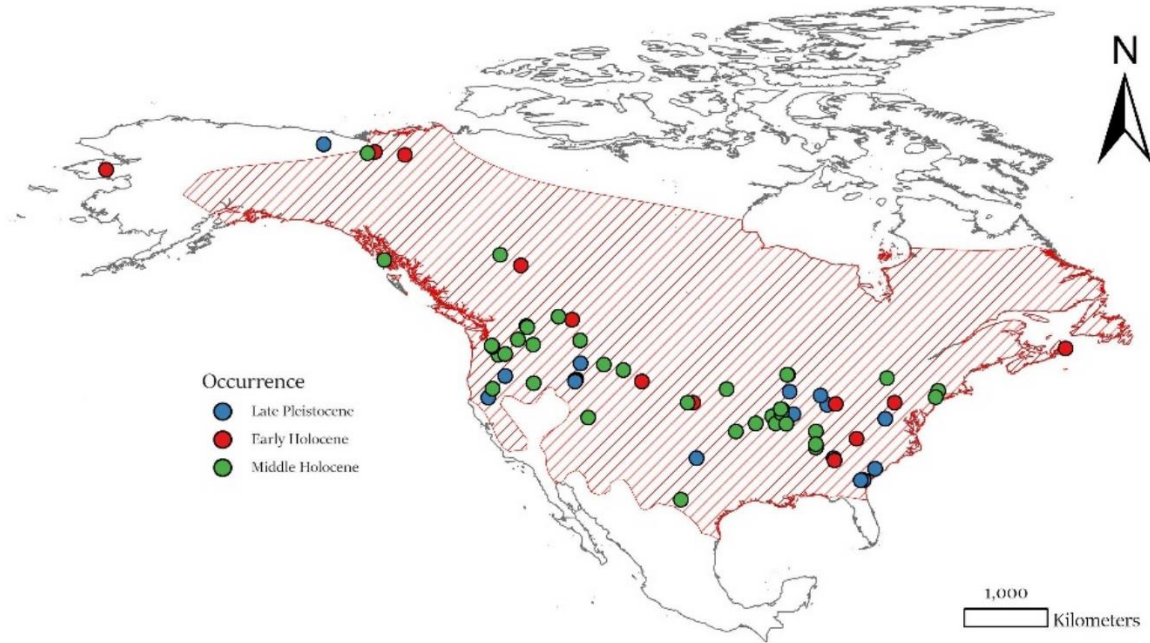 N
Occurrence
Late Pleistocene
Early Holocene
Middle Holocene
1,000
Kilometers